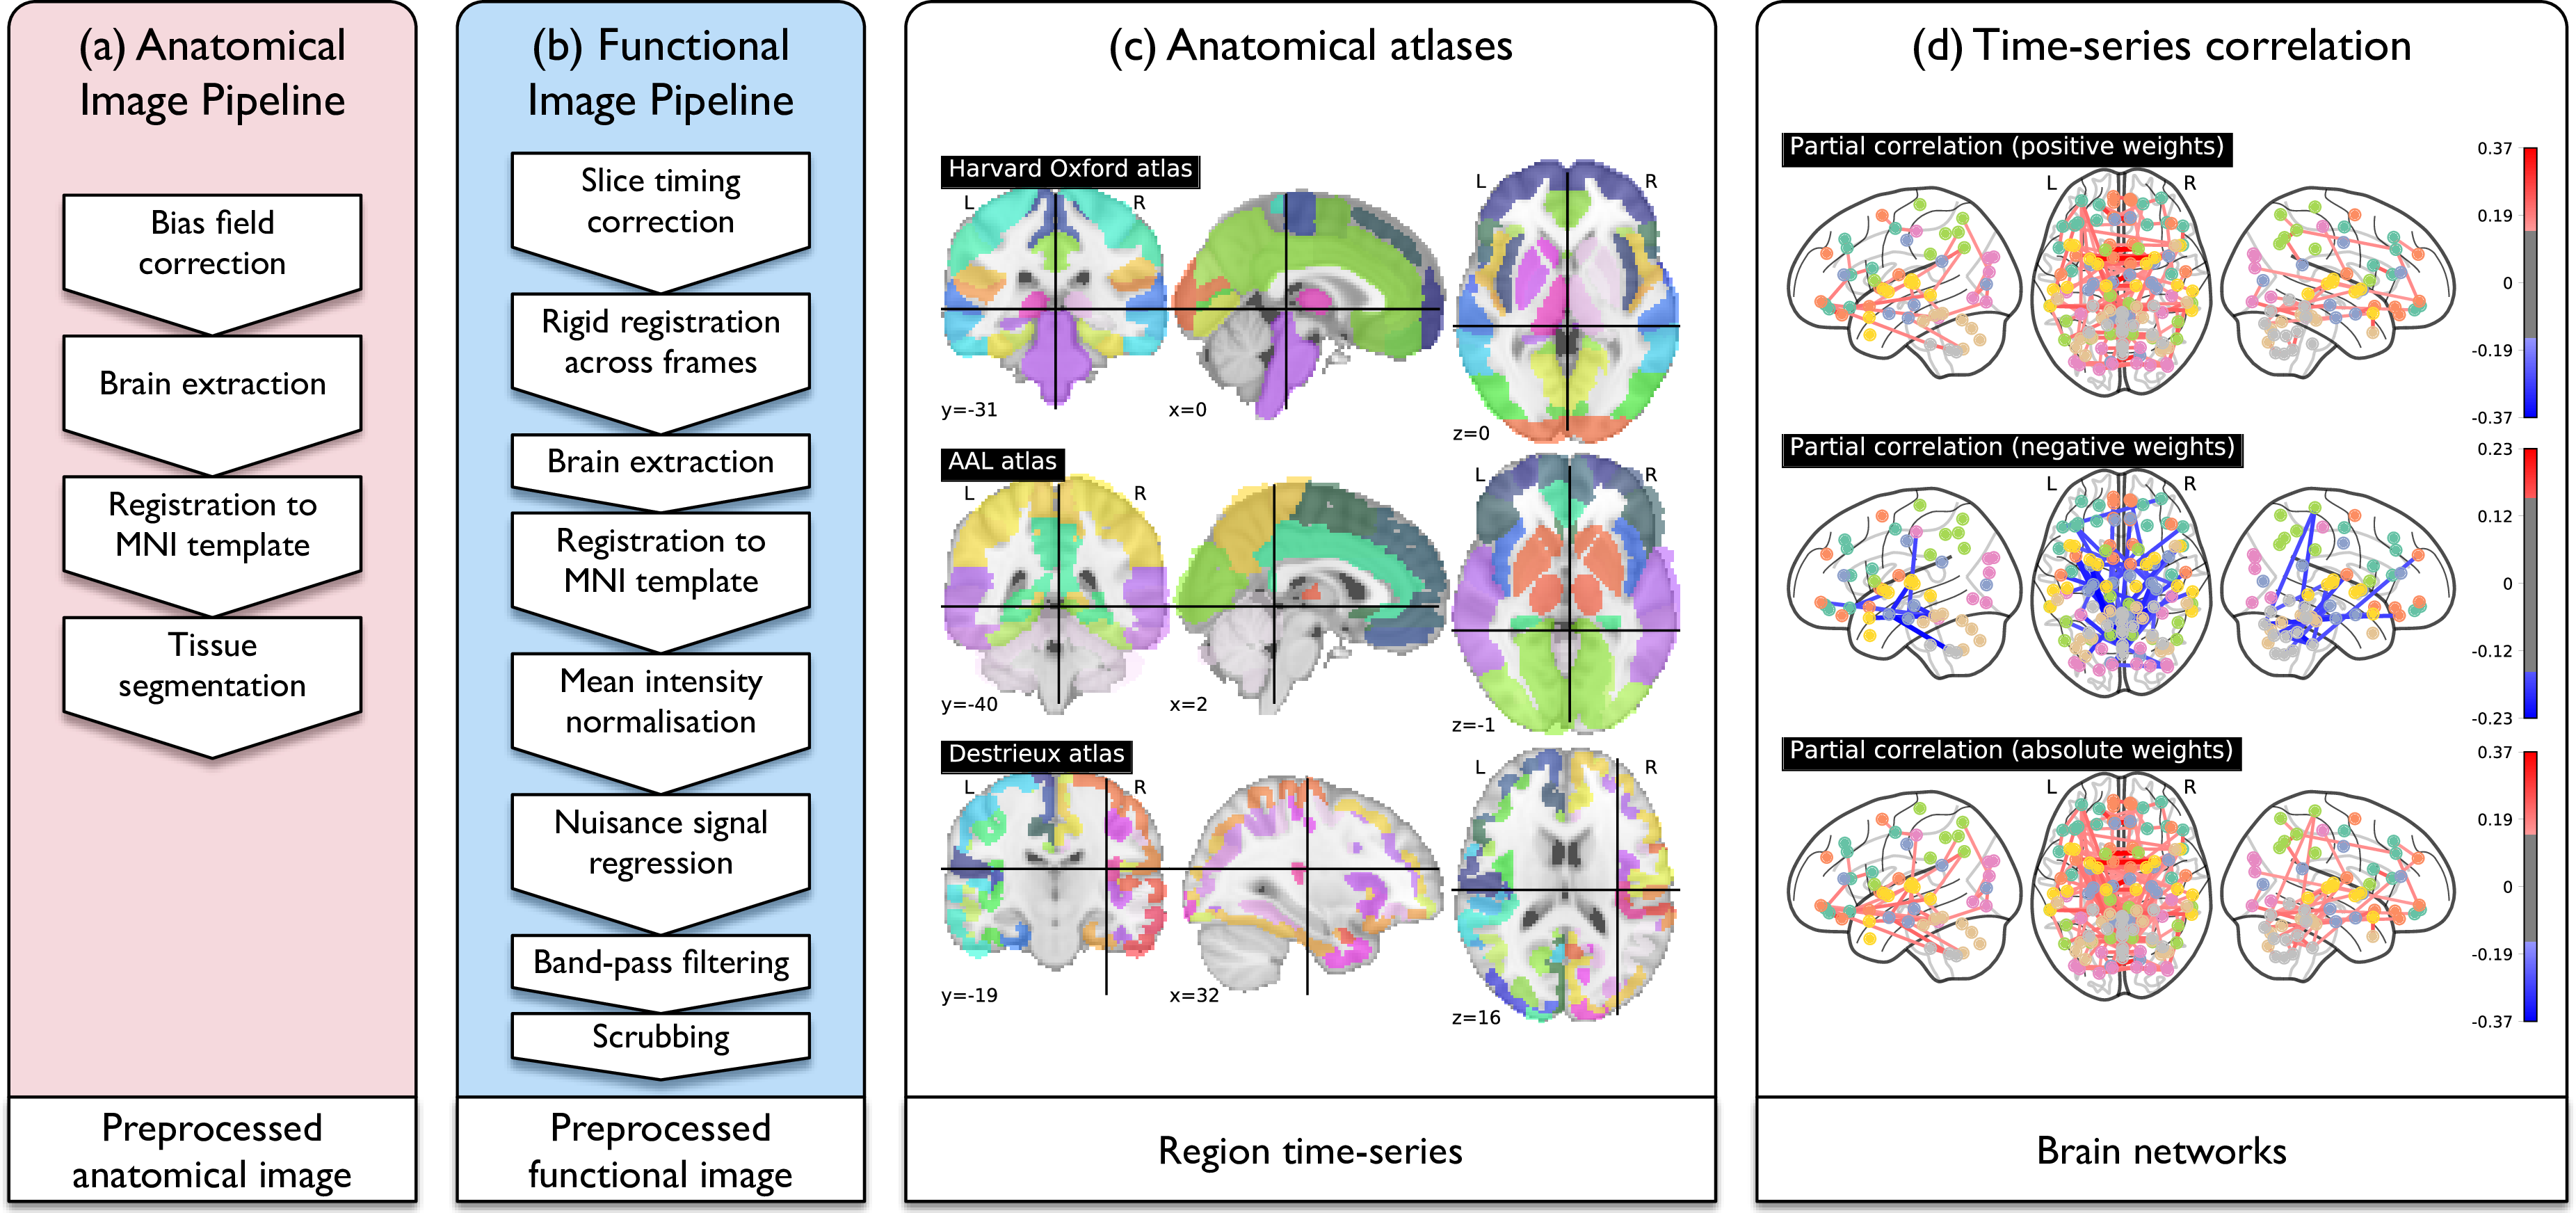 (a) Anatomical
Image Pipeline
Bias field
correction
Brain extraction
Registration to
MNI template
Tissue
segmentation
Preprocessed
anatomical image
(b) Functional
Image Pipeline
Slice timing
correction
Rigid registration
across frames
Brain extraction
Registration to
MNI template
Mean intensity
normalisation
Nuisance signal
regression
Band-pass filtering
Scrubbing
Preprocessed
functional image
(c) Anatomical atlases
Harvard Oxford atlas
L R L R
y=-31 x=0 z=0
AAL atlas
L R L R
y=-40 x=2 z=-1
Destrieux atlas
L R L R
y=-19 x=32 z=16
Region time-series
(d) Time-series correlation
Partial correlation (positive weights)
L R
0.37
0.19
0
-0.19
-0.37
Partial correlation (negative weights)
L R
0.23
0.12
0
-0.12
-0.23
Partial correlation (absolute weights)
L R
0.37
0.19
0
-0.19
-0.37
Brain networks